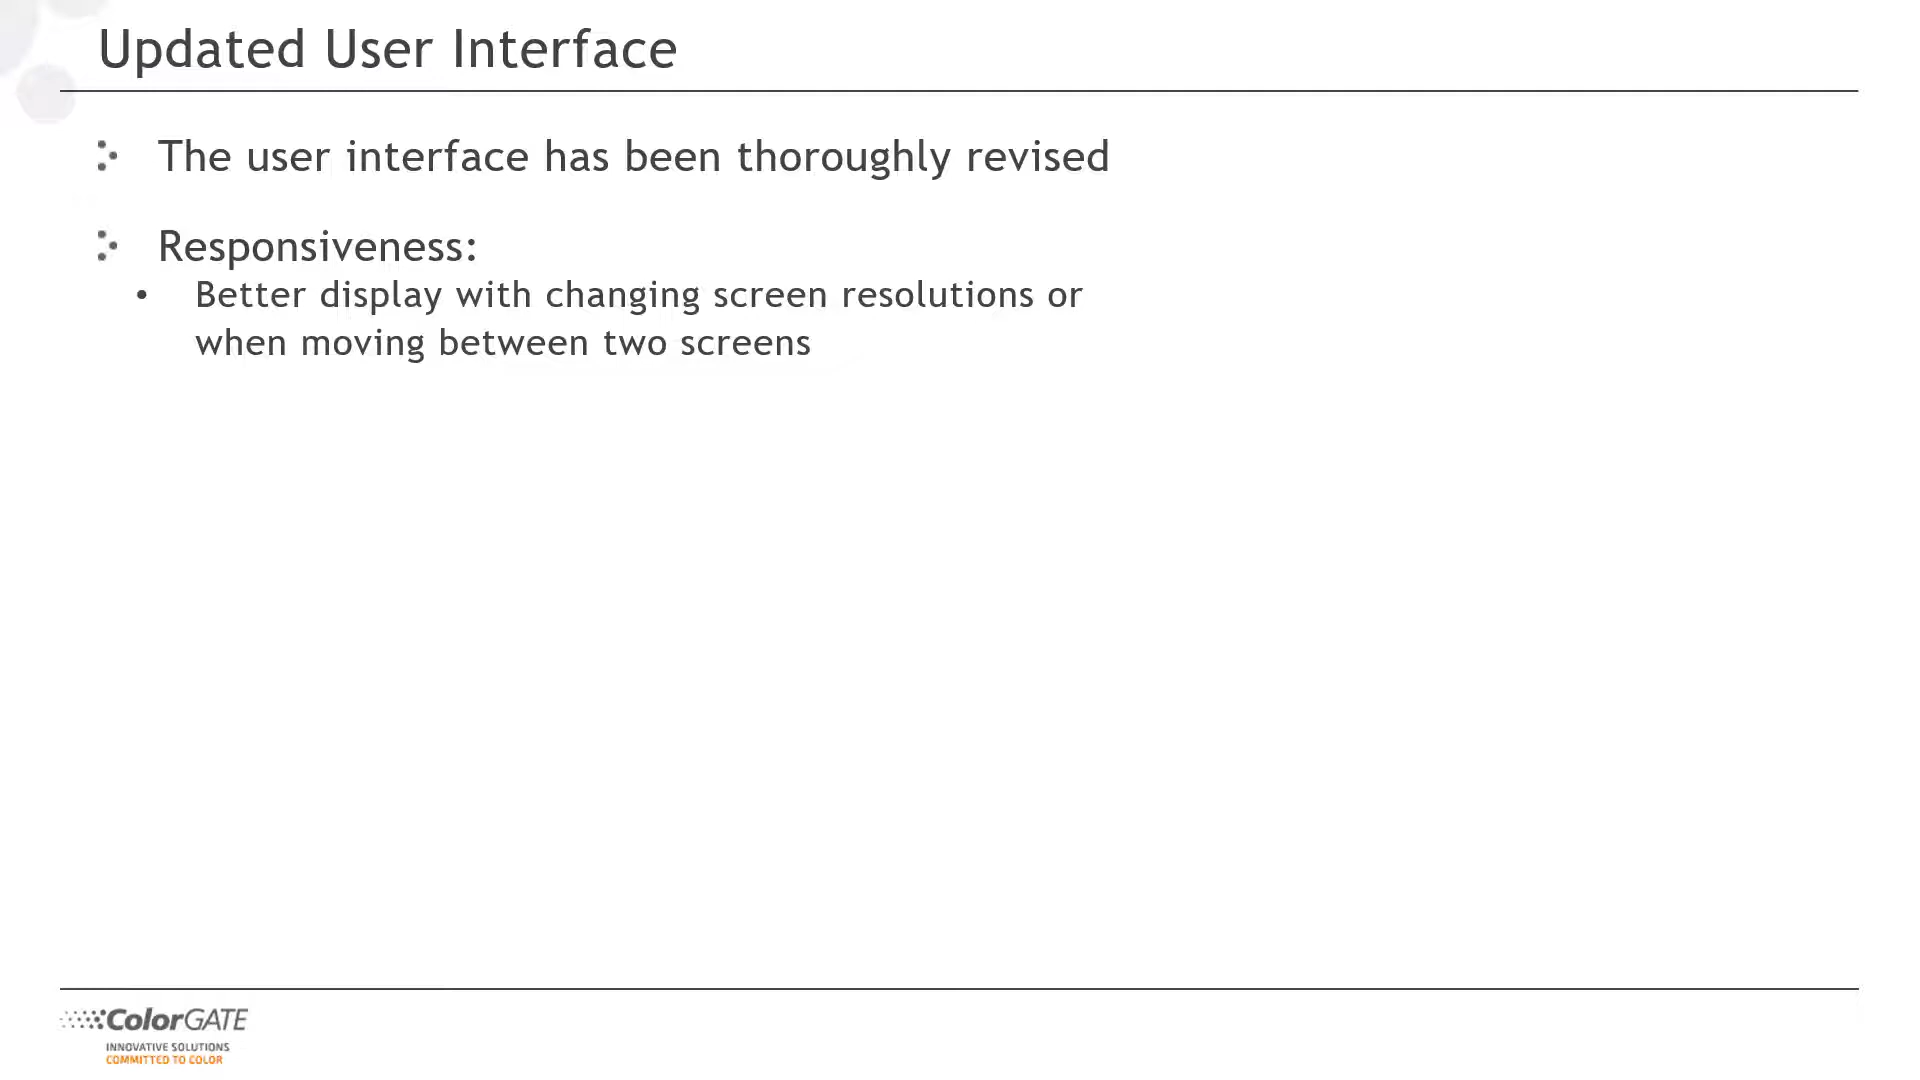 Updated User Interface
The user interface has been thoroughly revised
Responsiveness:
• Better display with changing screen resolutions or
when moving between two screens
ColorGATE
INNOVATIVE SOLUTIONS
COMMITTED TO COLOR